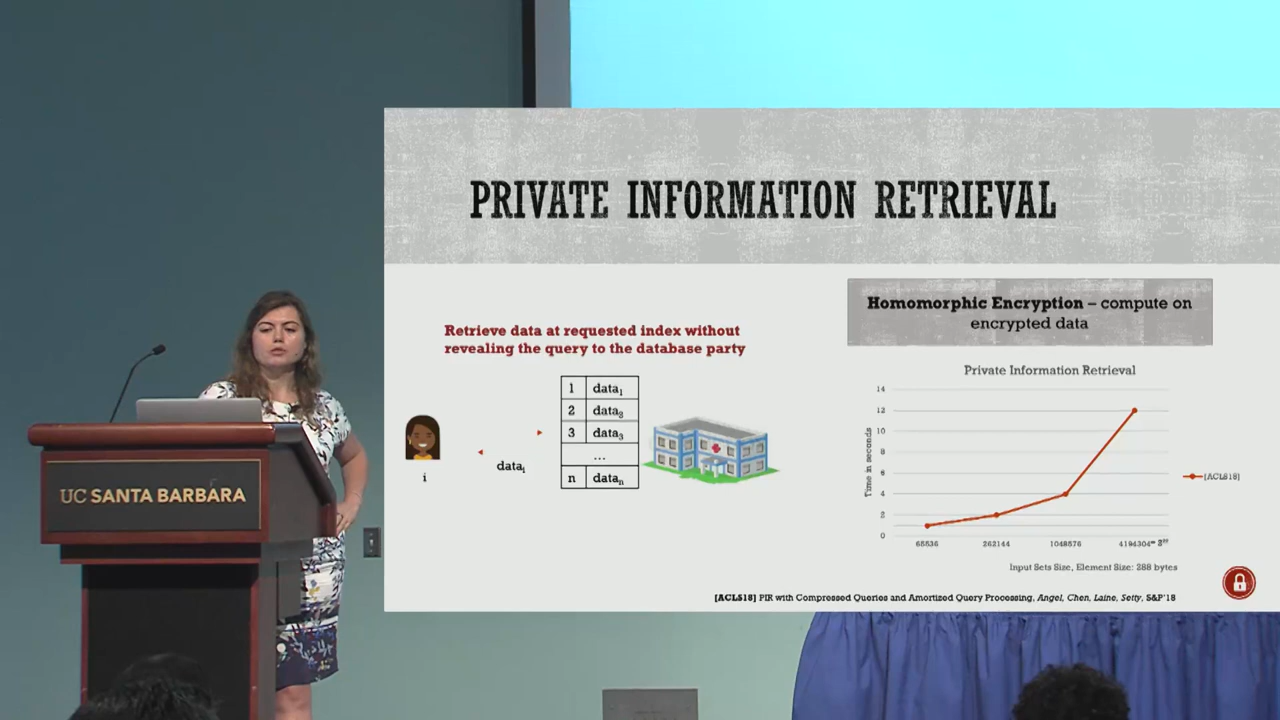 PRIVATE INFORMATION RETRIEVAL
Retrieve data at requested index without
revealing the query to the database party
1 data1
2 data2
3 data3
...
n datan
i
datai
Homomorphic Encryption – compute on
encrypted data
Private Information Retrieval
14
12
10
8
6
4
2
0
Time in seconds
65536 262144 1048576 4194304= 2²²
[ACLS18]
Input Sets Size, Element Size: 288 bytes
[ACLS18] PIR with Compressed Queries and Amortized Query Processing, Angel, Chen, Laine, Setty, S&P'18
UC SANTA BARBARA